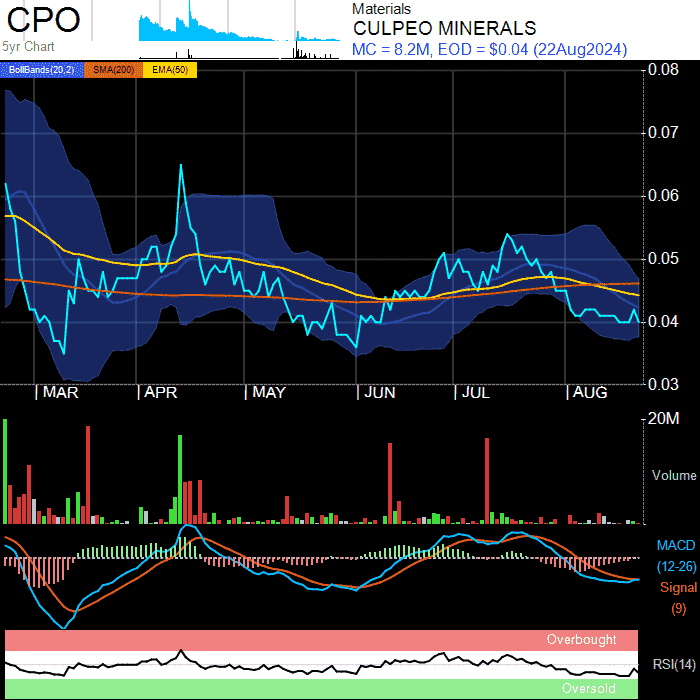 CPO
5yr Chart
Materials
CULPEO MINERALS
MC = 8.2M, EOD = $0.04 (22Aug2024)
BollBands(20,2) SMA(200) EMA(50)
0.08
0.07
0.06
0.05
0.04
0.03
MAR APR MAY JUN JUL AUG
20M
Volume
MACD
(12-26)
Signal
(9)
Overbought
RSI(14)
Oversold